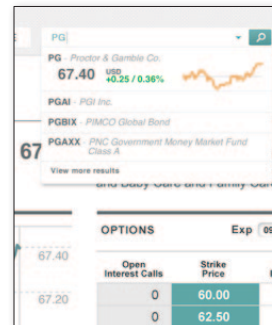 E
PG
PG - Proctor & Gamble Co.
67.40 USD
+0.25 / 0.36%
PGAI - PGI Inc.
PGBIX - PIMCO Global Bond
PGAXX - PNC Government Money Market Fund
Class A
View more results
67
and Baby Care and Family Care
OPTIONS Exp 09
67.40
67.20
Open
Interest Calls
Strike
Price
0 60.00
0 62.50